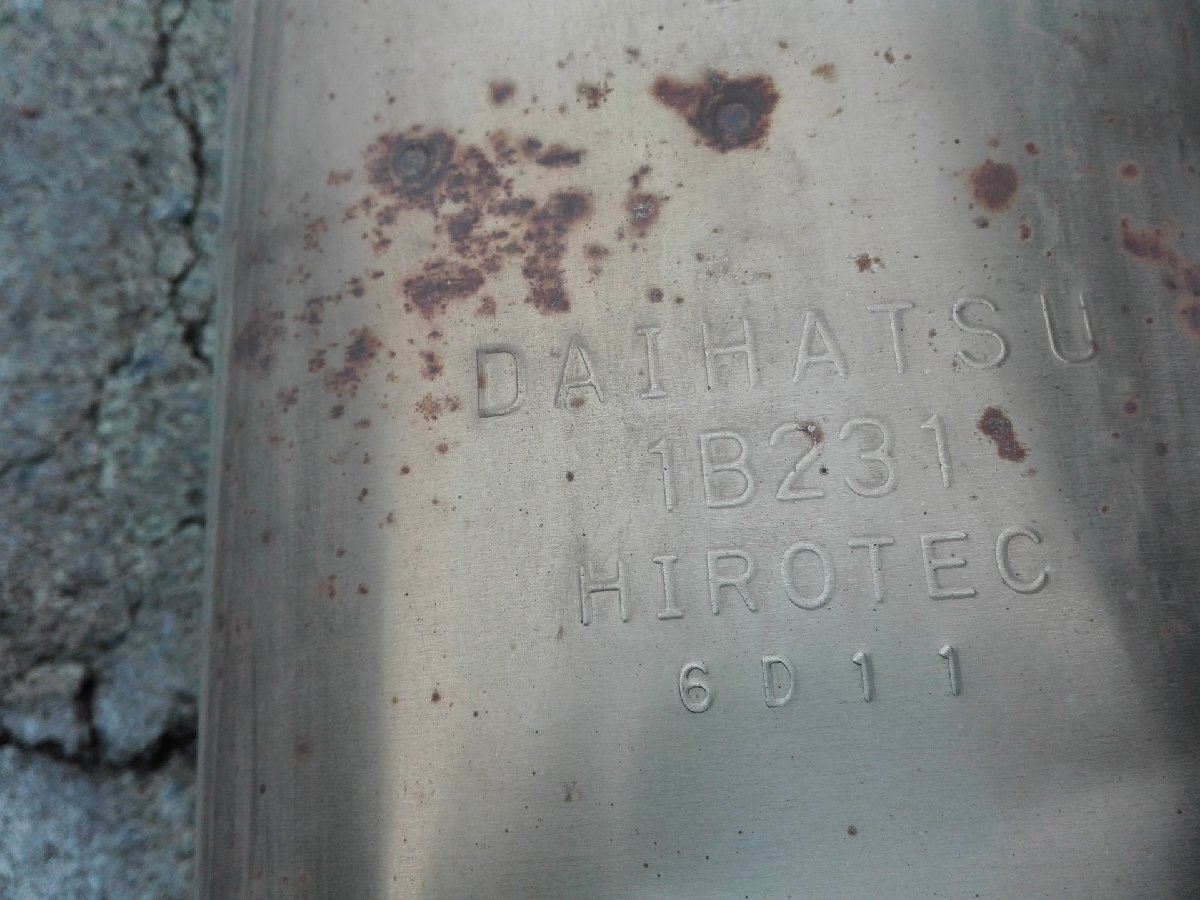 DAIHATSU
1B231
HIROTEC
6D11